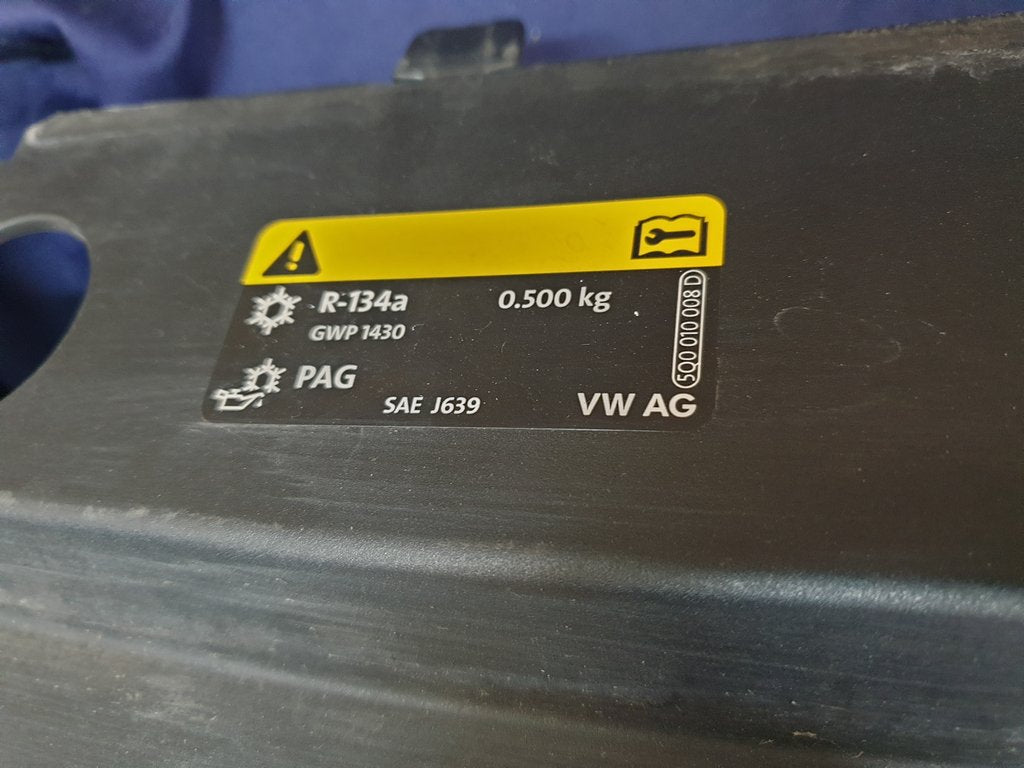 R-134a 0.500 kg
GWP 1430
PAG
SAE J639
VW AG
5Q0 010 008 D